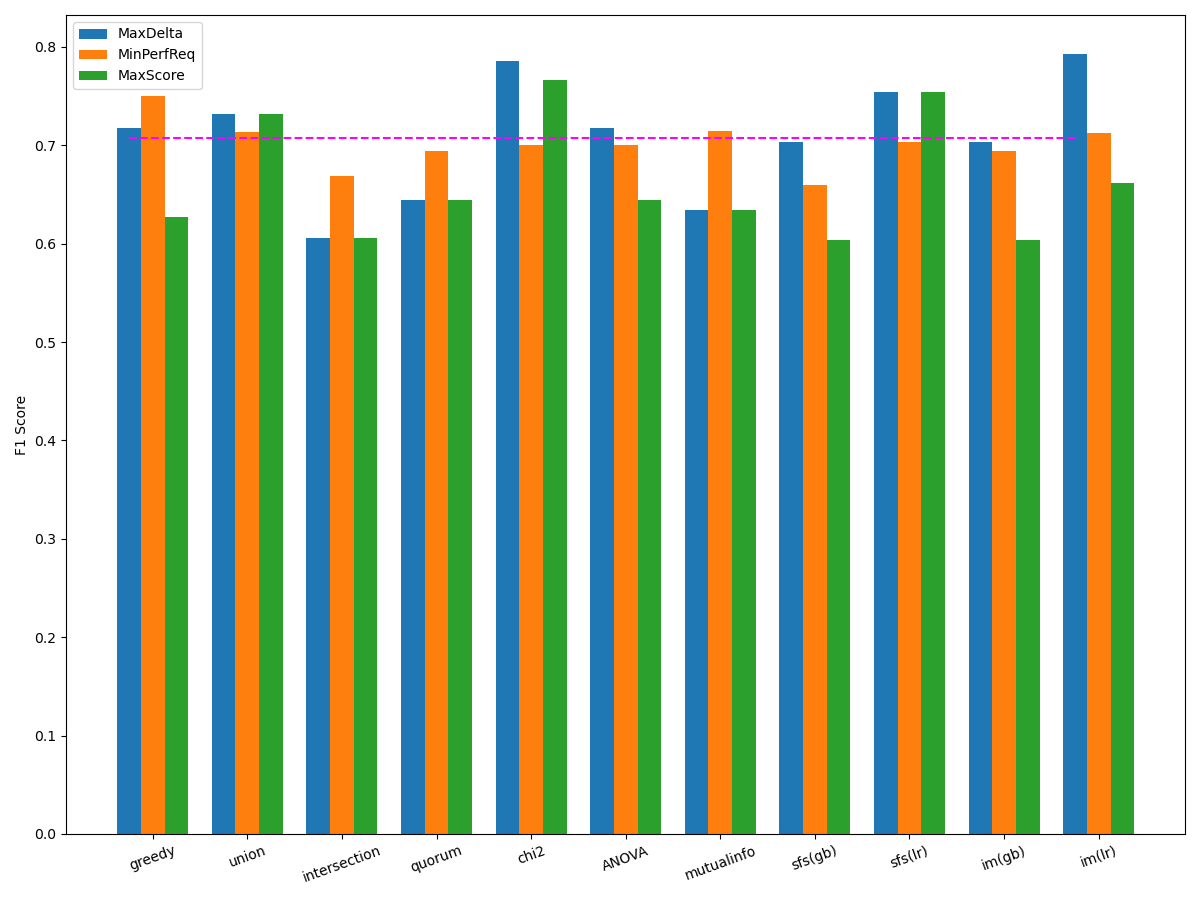 MaxDelta
MinPerfReq
MaxScore
F1 Score
0.8
0.7
0.6
0.5
0.4
0.3
0.2
0.1
0.0
greedy
union
intersection
quorum
chi2
ANOVA
mutualinfo
sfs(gb)
sfs(lr)
im(gb)
im(lr)